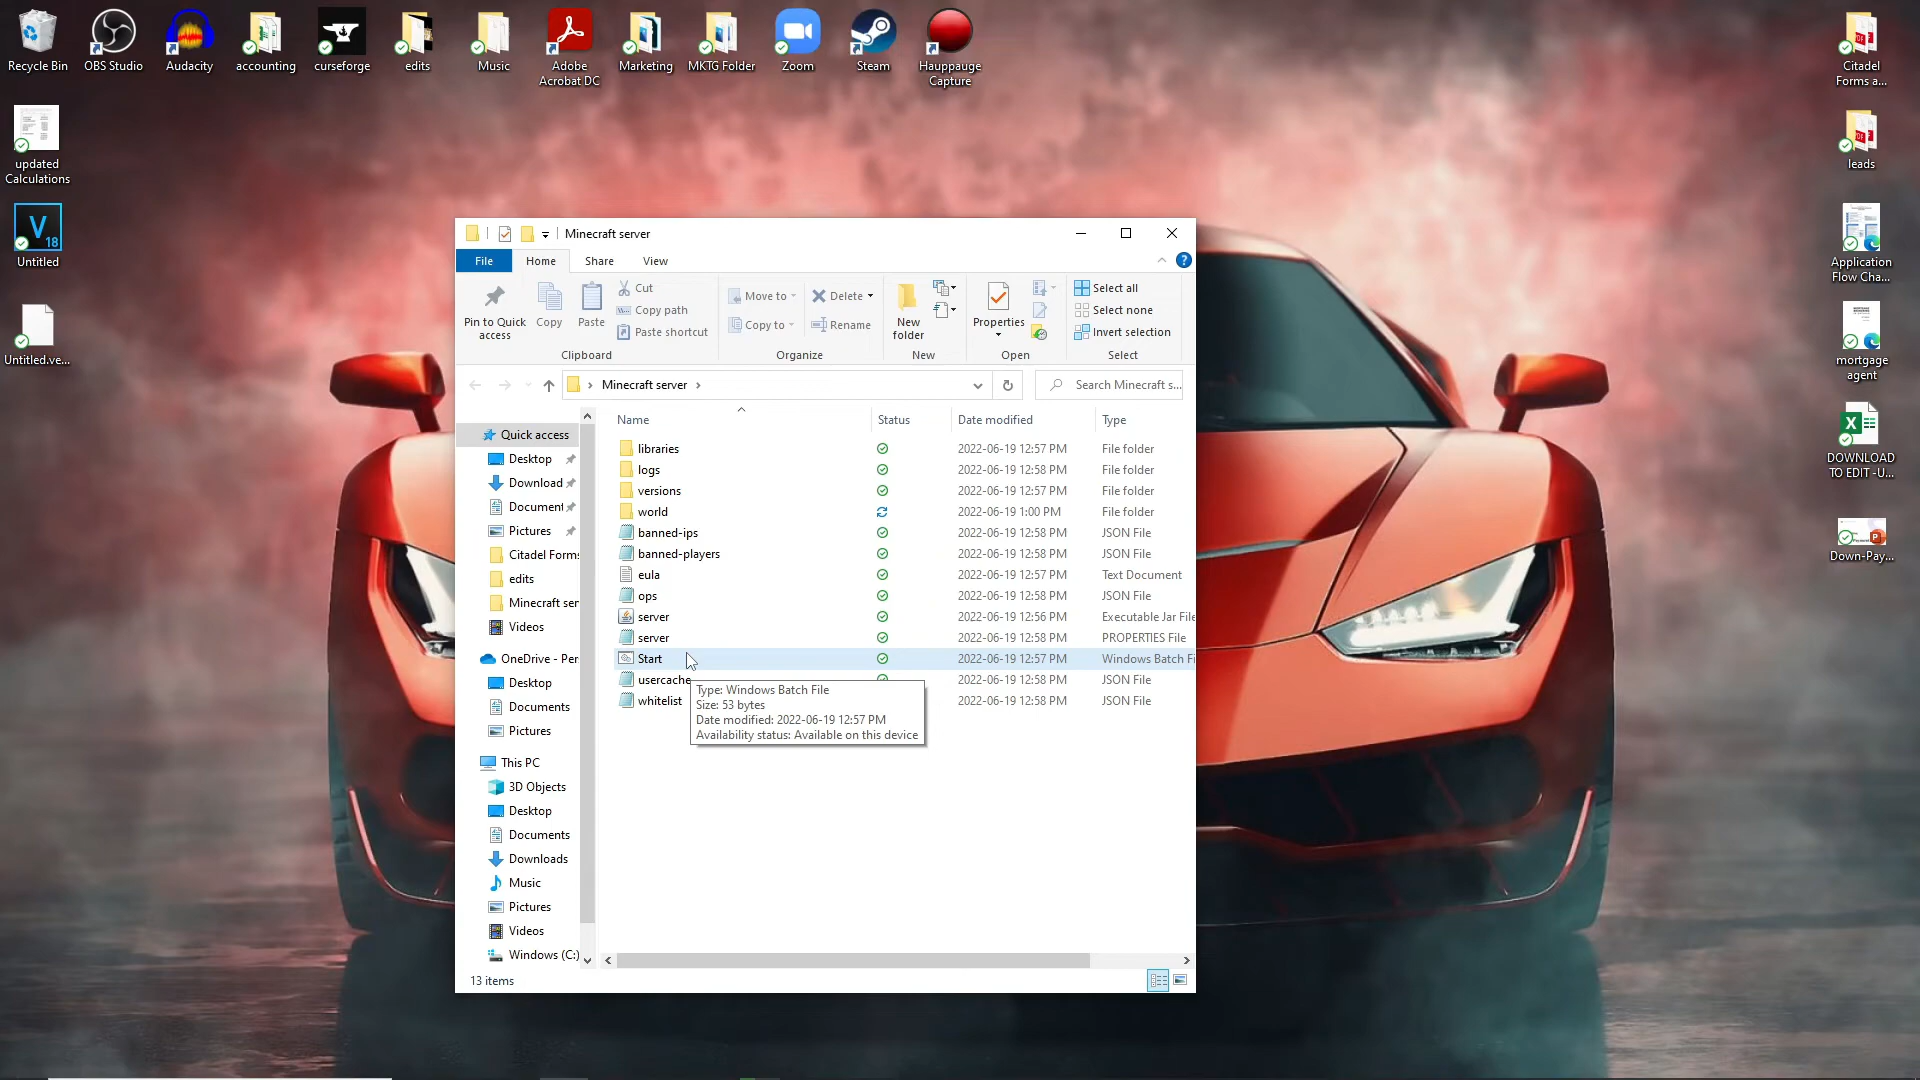 Recycle Bin
OBS Studio
Audacity
accounting
curseforge
edits
Music
Adobe
Acrobat DC
Marketing
MKTG Folder
Zoom
Steam
Hauppauge
Capture
Citadel
Forms a...
updated
Calculations
leads
V
18
Untitled
Application
Flow Cha...
Untitled.ve...
mortgage
agent
DOWNLOAD
TO EDIT -U...
Down-Pay...
Minecraft server
File
Home
Share
View
Pin to Quick
access
Copy
Paste
Cut
Copy path
Paste shortcut
Clipboard
Move to
Copy to
Delete
Rename
Organize
New
folder
New
Properties
Open
Select all
Select none
Invert selection
Select
Minecraft server
Search Minecraft s...
Quick access
Desktop
Download
Document
Pictures
Citadel Forms
edits
Minecraft ser
Videos
OneDrive - Per
Desktop
Documents
Pictures
This PC
3D Objects
Desktop
Documents
Downloads
Music
Pictures
Videos
Windows (C:)
Name Status Date modified Type
libraries 2022-06-19 12:57 PM File folder
logs 2022-06-19 12:58 PM File folder
versions 2022-06-19 12:57 PM File folder
world 2022-06-19 1:00 PM File folder
banned-ips 2022-06-19 12:58 PM JSON File
banned-players 2022-06-19 12:58 PM JSON File
eula 2022-06-19 12:57 PM Text Document
ops 2022-06-19 12:58 PM JSON File
server 2022-06-19 12:56 PM Executable Jar File
server 2022-06-19 12:58 PM PROPERTIES File
Start 2022-06-19 12:57 PM Windows Batch Fi
usercache 2022-06-19 12:58 PM JSON File
whitelist 2022-06-19 12:58 PM JSON File
Type: Windows Batch File
Size: 53 bytes
Date modified: 2022-06-19 12:57 PM
Availability status: Available on this device
13 items